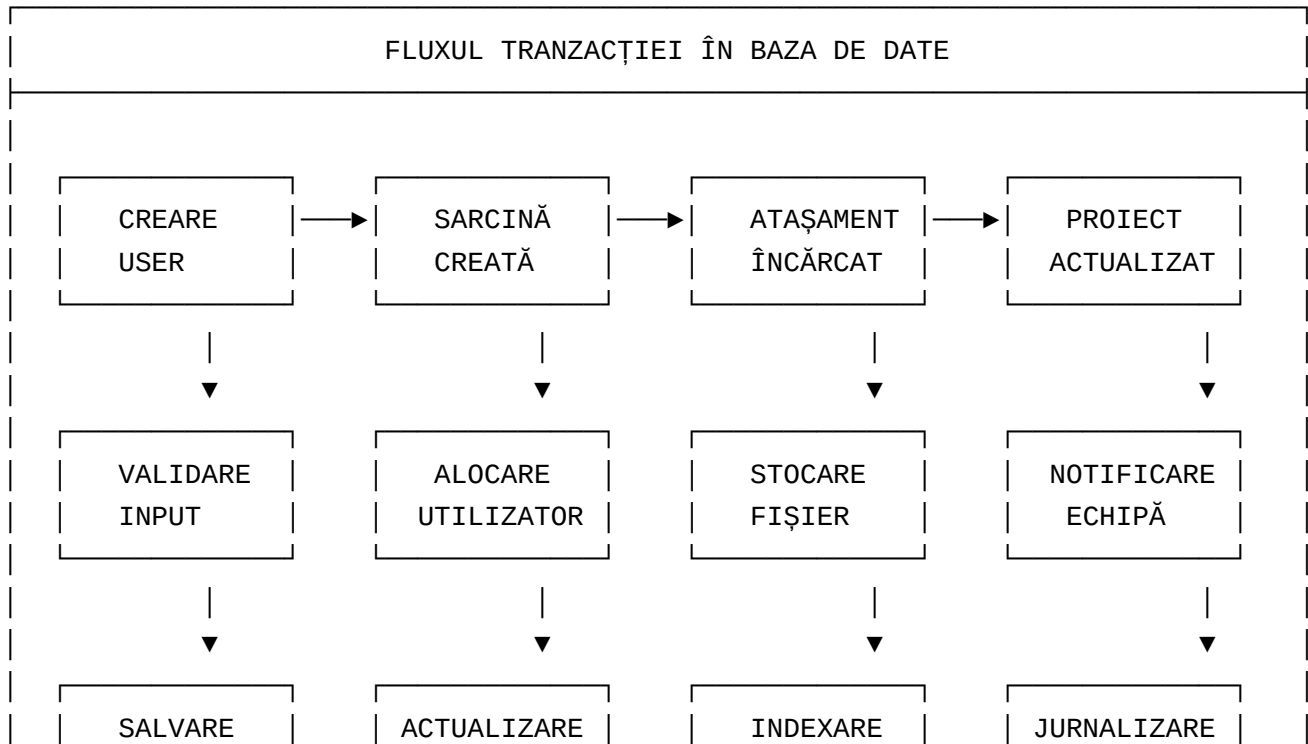 FLUXUL TRANZACȚIEI ÎN BAZA DE DATE
CREARE SARCINĂ ATAȘAMENT PROIECT
USER CREATĂ ÎNCĂRCAT ACTUALIZAT
VALIDARE ALOCARE STOCARE NOTIFICARE
INPUT UTILIZATOR FIȘIER ECHIPĂ
SALVARE ACTUALIZARE INDEXARE JURNALIZARE